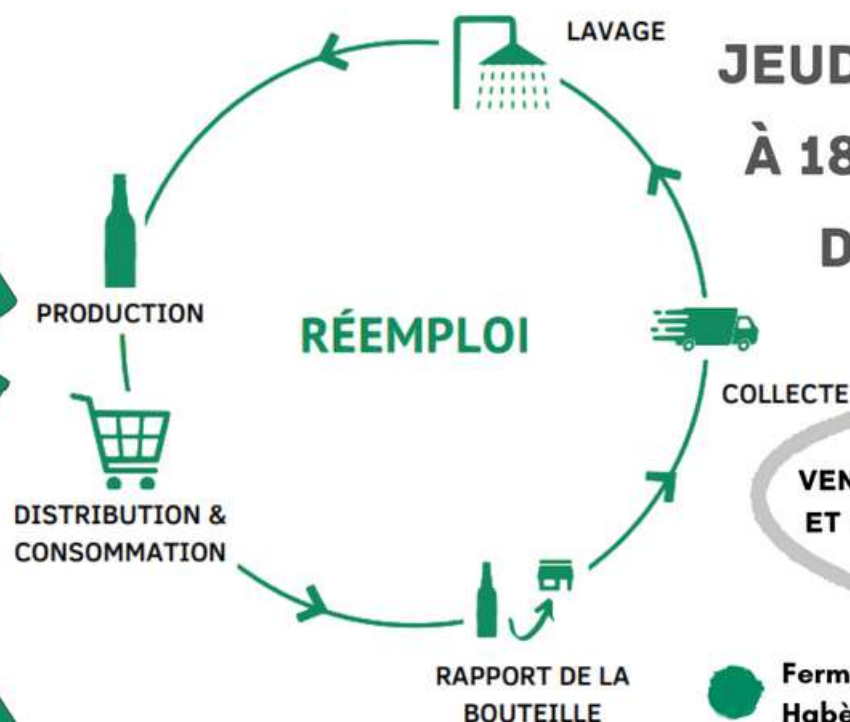 LAVAGE
JEUD
À 18
D
PRODUCTION
RÉEMPLOI
COLLECTE
DISTRIBUTION &
CONSOMMATION
VEN
ET
RAPPORT DE LA
BOUTEILLE
Ferm
Habè